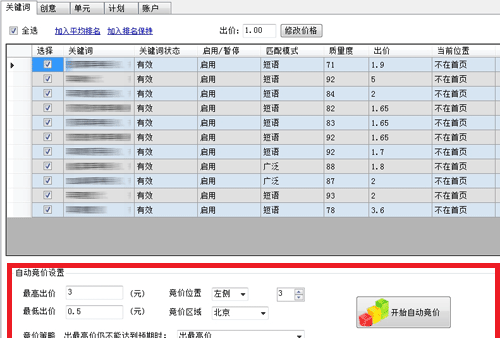 关键词 创意 单元 计划 账户
全选 加入平均排名 加入排名保持 出价: 1.00 修改价格
选择 关键词 关键词状态 启用/暂停 匹配模式 质量度 出价 当前位置
有效 启用 短语 71 1.9 不在首页
有效 启用 短语 92 5 不在首页
有效 启用 短语 84 2 不在首页
有效 启用 短语 82 1.65 不在首页
有效 启用 短语 83 1.65 不在首页
有效 启用 短语 92 1.65 不在首页
有效 启用 短语 92 1.7 不在首页
有效 启用 广泛 88 1.8 不在首页
有效 启用 广泛 87 2 不在首页
有效 启用 短语 93 2 不在首页
有效 启用 短语 78 3.6 不在首页
自动竞价设置
最高出价 3 (元) 竞价位置 左侧 3
最低出价 0.5 (元) 竞价区域 北京
开始自动竞价
竞价策略 出最高价仍不能达到预期时: 出最高价